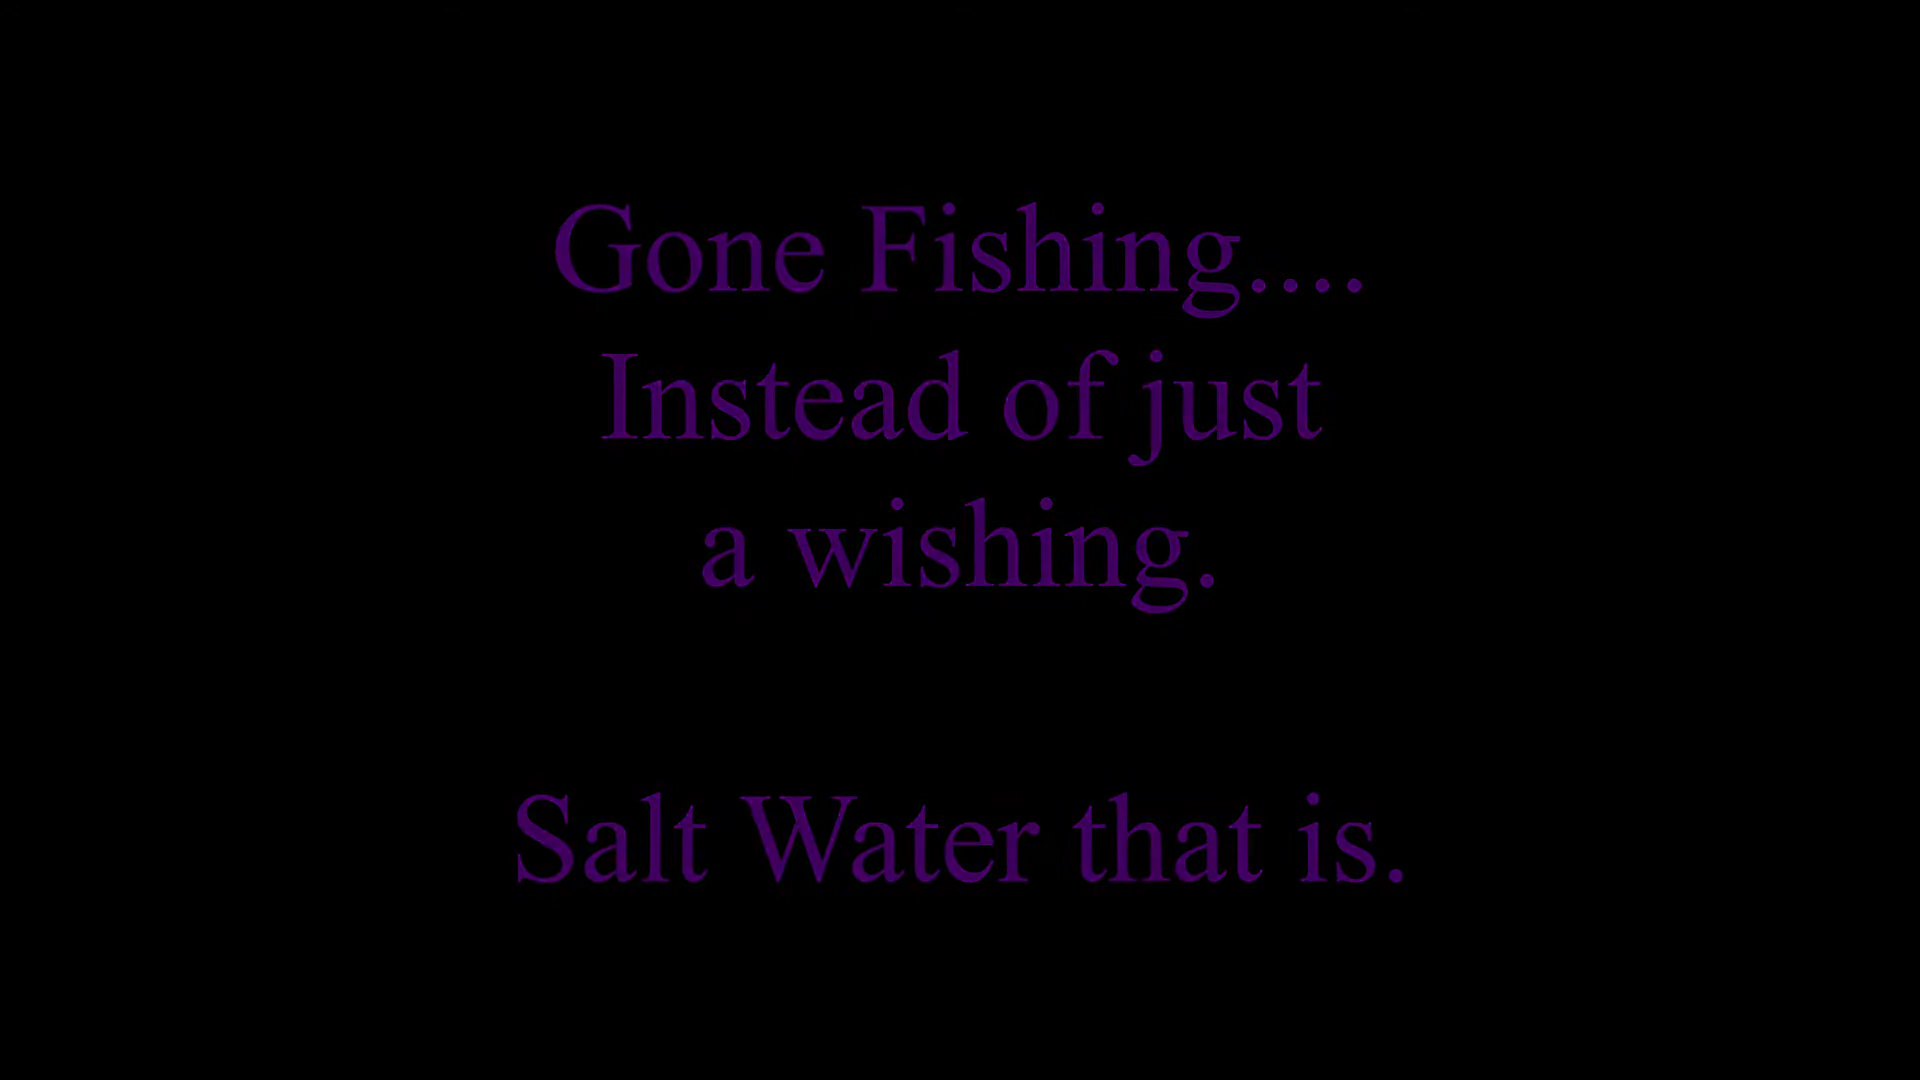 Gone Fishing....
Instead of just
a wishing.
Salt Water that is.